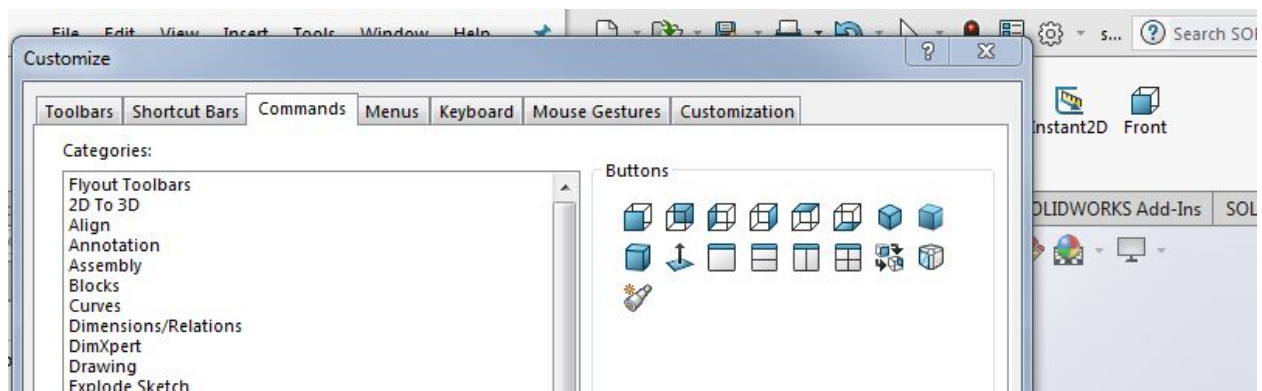 File Edit View Insert Tools Window Help
s... Search SO
Customize
Toolbars Shortcut Bars Commands Menus Keyboard Mouse Gestures Customization
Instant2D Front
Categories:
Buttons
Flyout Toolbars
2D To 3D
Align
Annotation
Assembly
Blocks
Curves
Dimensions/Relations
DimXpert
Drawing
Explode Sketch
OLIDWORKS Add-Ins SOL